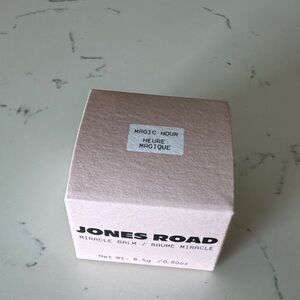 MAGIC HOUR
HEURE
MAGIQUE
JONES ROAD
MIRACLE BALM / BAUME MIRACLE
Net Wt. 8.5g / 0.30oz